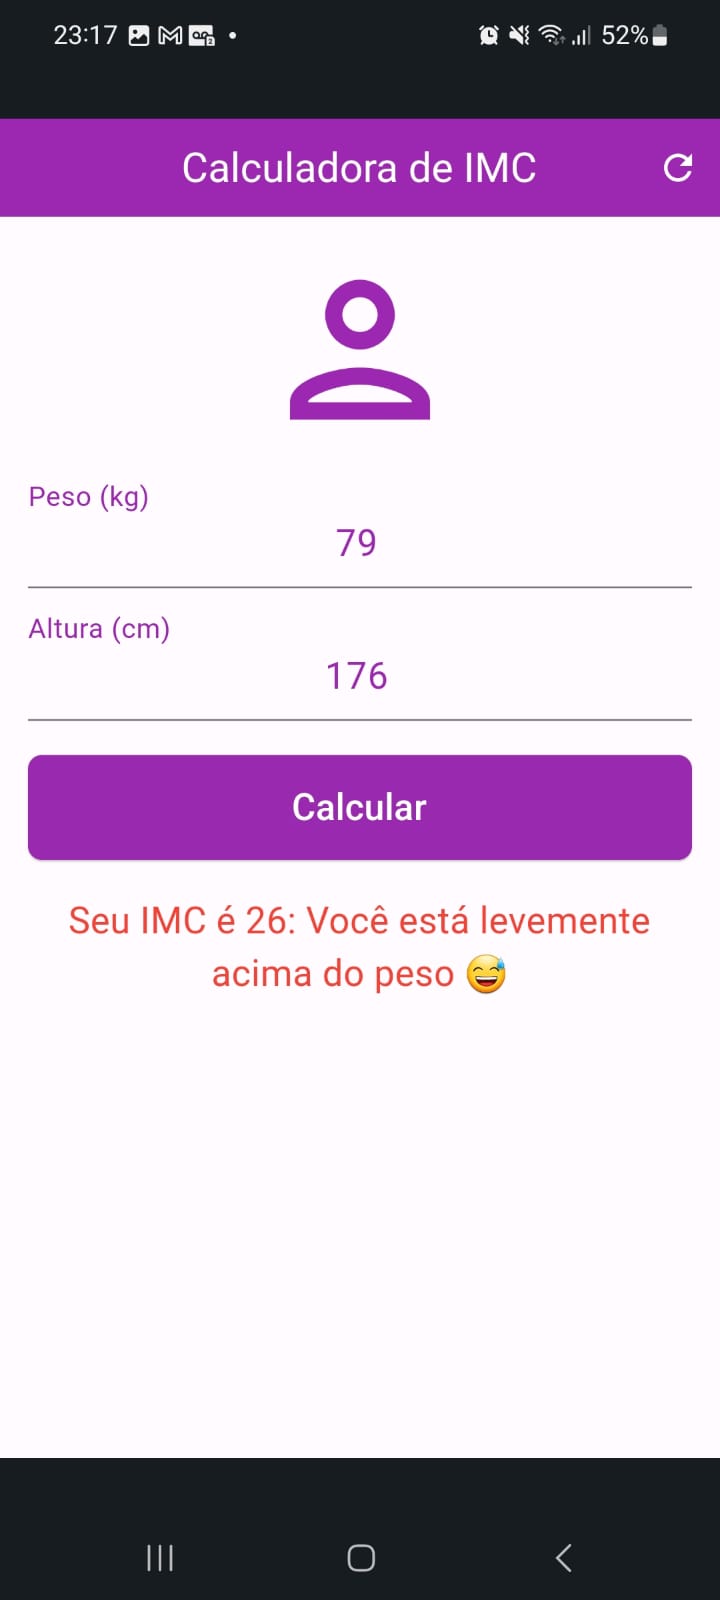 23:17
52%
Calculadora de IMC
Peso (kg)
79
Altura (cm)
176
Calcular
Seu IMC é 26: Você está levemente
acima do peso 😅